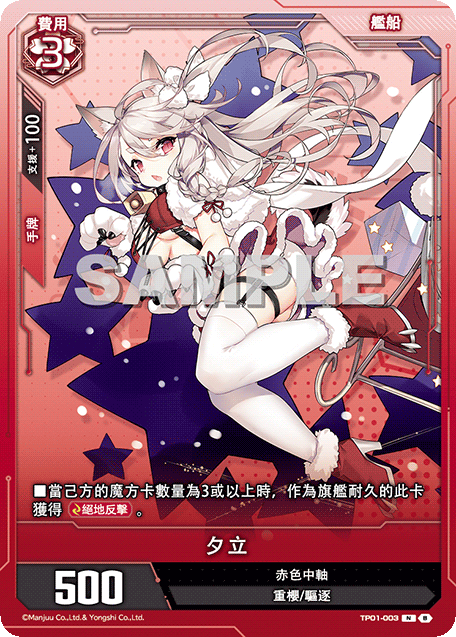 費用
3
艦船
支援+100
手牌
SAMPLE
■當己方的魔方卡數量為3或以上時，作為旗艦耐久的此卡
獲得 絕地反擊 。
夕立
500
赤色中軸
重櫻/驅逐
©Manjuu Co.,Ltd.& Yongshi Co.,Ltd.
TP01-003 N B